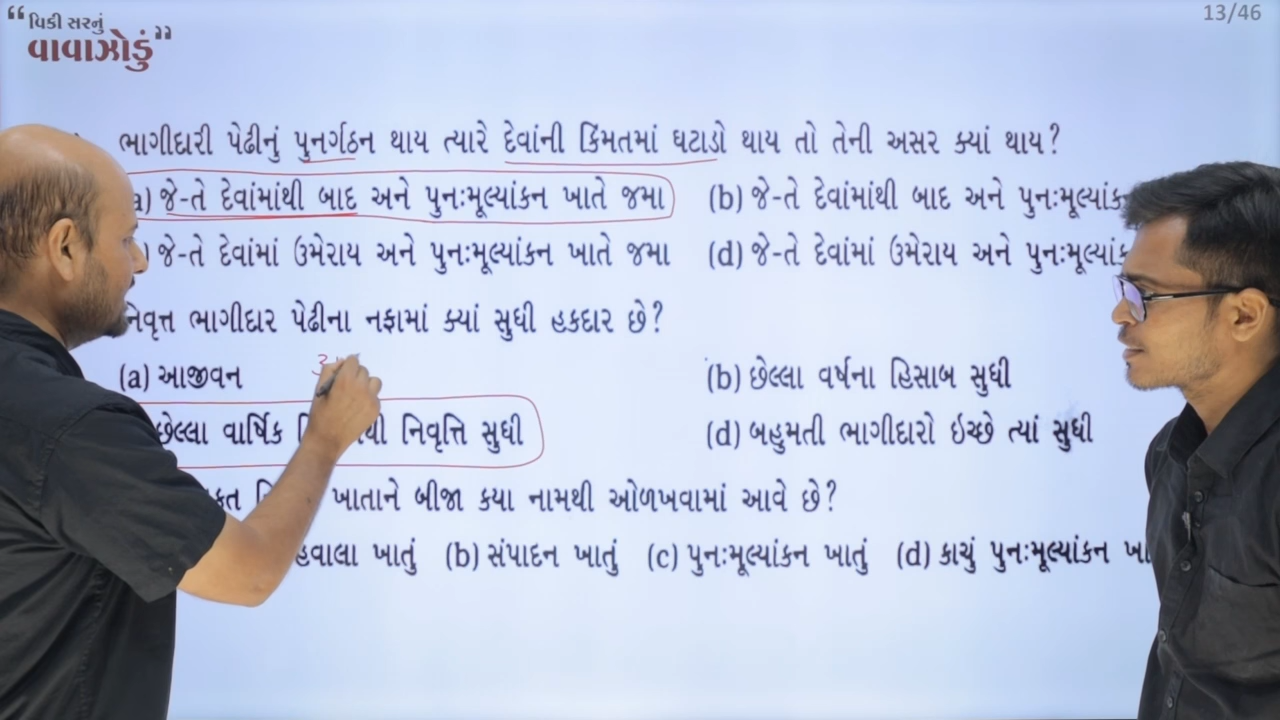 “વિકી સરનું
વાવાઝોડું”
13/46
ભાગીદારી પેઢીનું પુનર્ગઠન થાય ત્યારે દેવાંની કિંમતમાં ઘટાડો થાય તો તેની અસર ક્યાં થાય?
a) જે-તે દેવાંમાંથી બાદ અને પુનઃમૂલ્યાંકન ખાતે જમા (b) જે-તે દેવાંમાંથી બાદ અને
) જે-તે દેવાંમાં ઉમેરાય અને પુનઃમૂલ્યાંકન ખાતે જમા (d) જે-તે દેવાંમાં ઉમેરાય અને
નિવૃત્ત ભાગીદાર પેઢીના નફામાં ક્યાં સુધી હકદાર છે?
(a) આજીવન (b) છેલ્લા વર્ષના હિસાબ સુધી
છેલ્લા વાર્ષિક નિવૃત્તિ સુધી (d) બહુમતી ભાગીદારો ઇચ્છે ત્યાં સુધી
ખાતાને બીજા કયા નામથી ઓળખવામાં આવે છે?
હવાલા ખાતું (b) સંપાદન ખાતું (c) પુનઃમૂલ્યાંકન ખાતું (d) કાચું પુનઃમૂલ્યાંકન